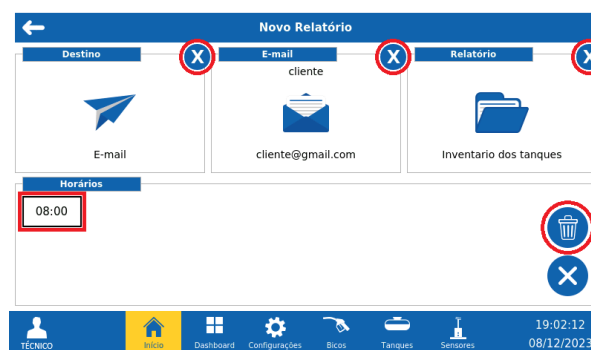 Novo Relatório
Destino
X
E-mail
X
Relatório
X
cliente
E-mail
cliente@gmail.com
Inventario dos tanques
Horários
08:00
TÉCNICO
Início
Dashboard
Configurações
Bicos
Tanques
Sensores
19:02:12
08/12/2023